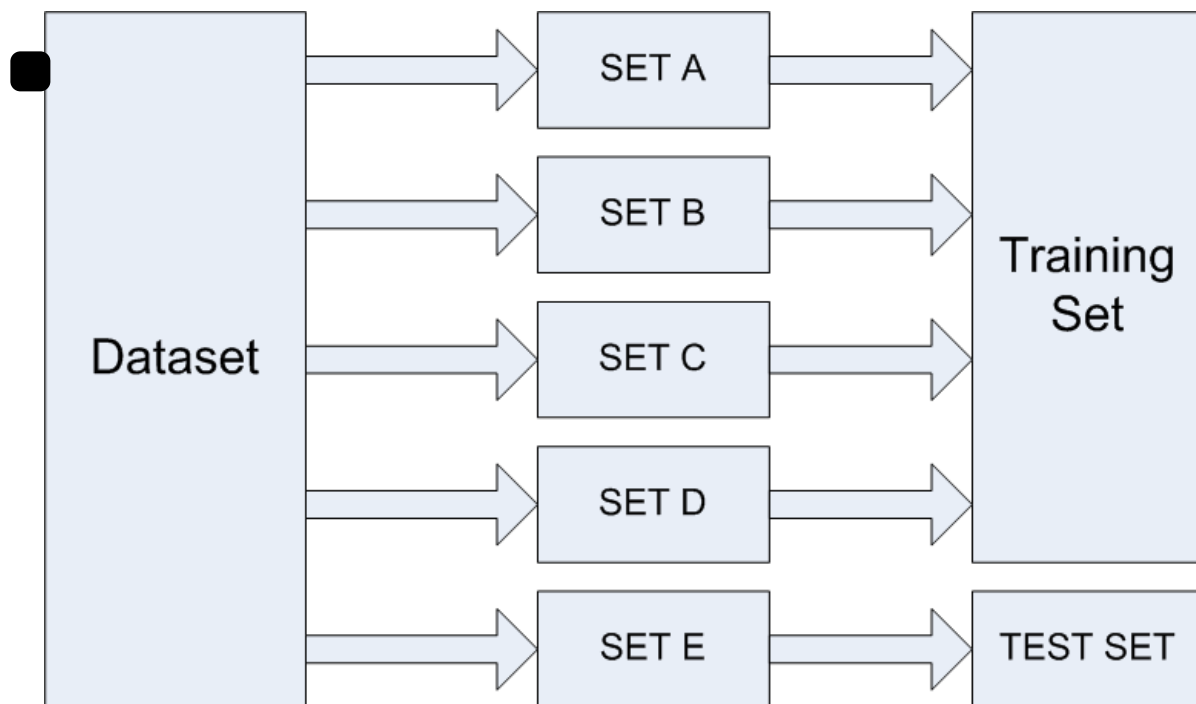 Dataset
SET A
SET B
SET C
SET D
SET E
Training
Set
TEST SET